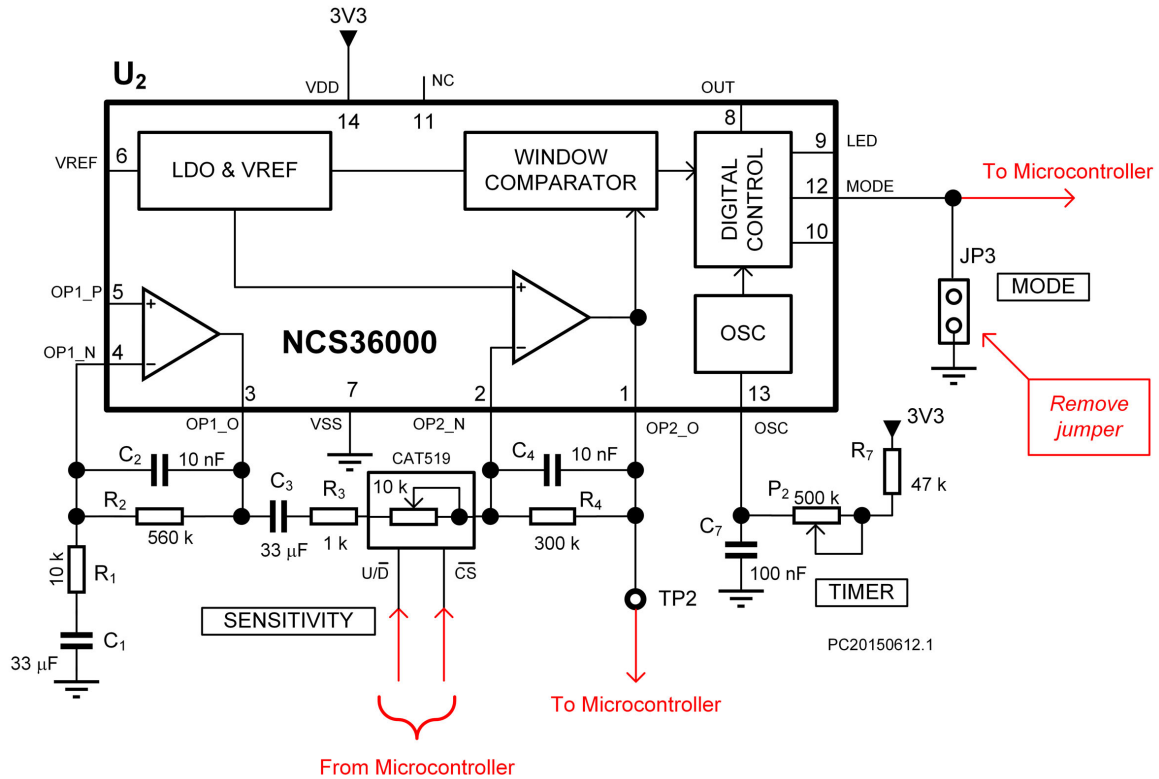 3V3
U2
VDD
NC
OUT
14
11
8
VREF
6
LDO & VREF
WINDOW
COMPARATOR
DIGITAL
CONTROL
9
LED
12
MODE
10
To Microcontroller
JP3
MODE
OP1_P
5
+
+
OP1_N
4
−
−
NCS36000
OSC
3
7
2
1
13
OP1_O
VSS
OP2_N
OP2_O
OSC
Remove
jumper
3V3
C2
10 nF
C3
R3
CAT519
10 k
C4
10 nF
R7
47 k
R2
560 k
33 μF
1 k
R4
300 k
P2
500 k
C7
100 nF
10 k
R1
U/D̅
C̅S̅
SENSITIVITY
TP2
TIMER
C1
33 μF
PC20150612.1
To Microcontroller
From Microcontroller